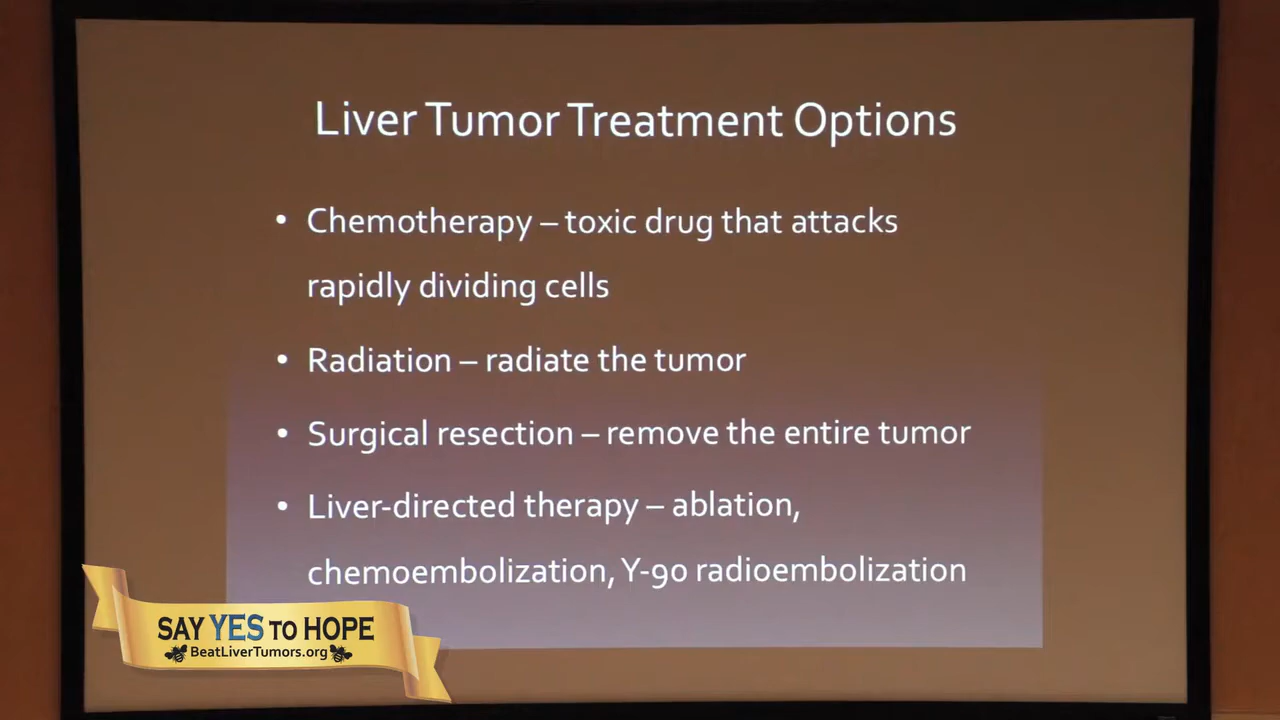 Liver Tumor Treatment Options
• Chemotherapy – toxic drug that attacks
rapidly dividing cells
• Radiation – radiate the tumor
• Surgical resection – remove the entire tumor
• Liver-directed therapy – ablation,
chemoembolization, Y-90 radioembolization
SAY YES TO HOPE
BeatLiverTumors.org